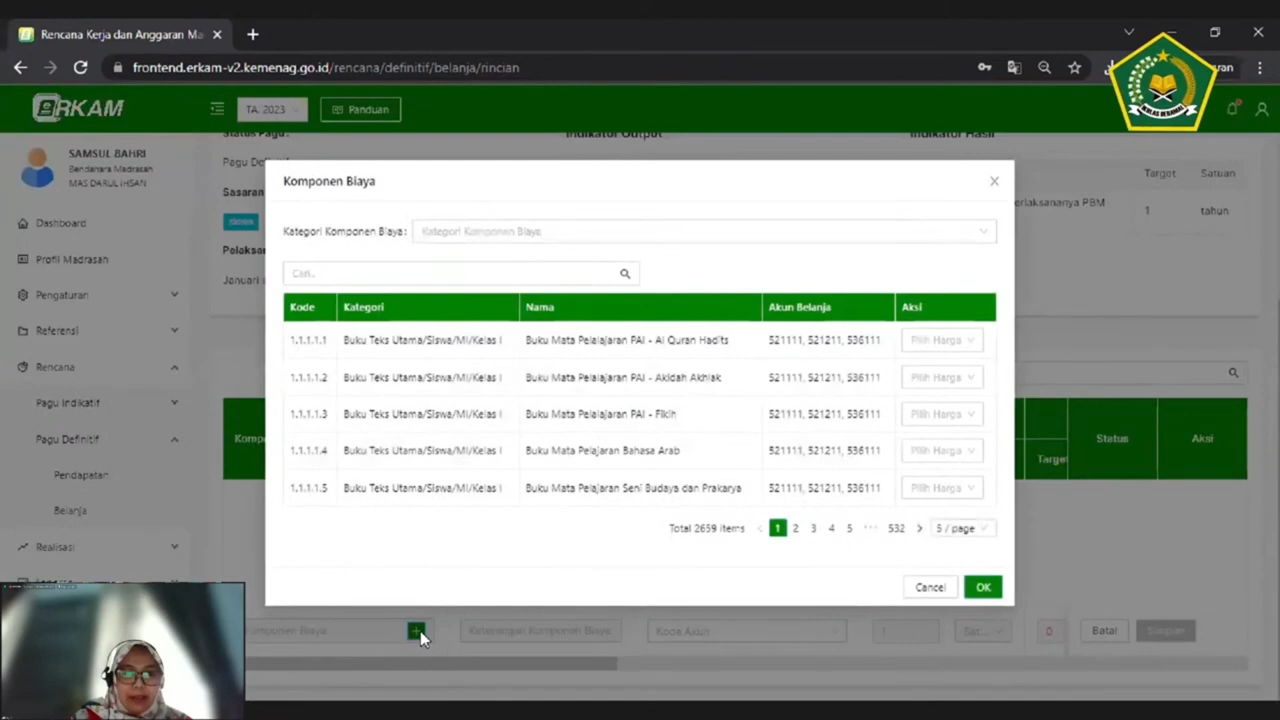 Rencana Kerja dan Anggaran Ma
frontend.erkam-v2.kemenag.go.id/rencana/definitif/belanja/rincian
eRKAM
TA. 2023
Panduan
IKHLAS BERAMAL
SAMSUL BAHRI
Bendahara Madrasah
MAS DARUL IHSAN
Dashboard
Profil Madrasah
Pengaturan
Referensi
Rencana
Pagu Indikatif
Pagu Definitif
Pendapatan
Belanja
Realisasi
Status Pagu :
Indikator Output
Indikator Hasil
Pagu De
Sasaran
siswa
Pelaksa
Januari
Target
Satuan
erlaksananya PBM
1
tahun
Komponen Biaya
Kategori Komponen Biaya :
Kategori Komponen Biaya
Cari..
Kode Kategori Nama Akun Belanja Aksi
1.1.1.1.1 Buku Teks Utama/Siswa/MI/Kelas I Buku Mata Pelajaran PAI - Al Quran Hadits 521111, 521211, 536111 Pilih Harga
1.1.1.1.2 Buku Teks Utama/Siswa/MI/Kelas I Buku Mata Pelajaran PAI - Akidah Akhlak 521111, 521211, 536111 Pilih Harga
1.1.1.1.3 Buku Teks Utama/Siswa/MI/Kelas I Buku Mata Pelajaran PAI - Fikih 521111, 521211, 536111 Pilih Harga
1.1.1.1.4 Buku Teks Utama/Siswa/MI/Kelas I Buku Mata Pelajaran Bahasa Arab 521111, 521211, 536111 Pilih Harga
1.1.1.1.5 Buku Teks Utama/Siswa/MI/Kelas I Buku Mata Pelajaran Seni Budaya dan Prakarya 521111, 521211, 536111 Pilih Harga
Total 2659 items < 1 2 3 4 5 ••• 532 > 5 / page
Cancel
OK
Kompo
Target
Status
Aksi
omponen Biaya
Keterangan Komponen Biaya
Kode Akun
1
Sat...
0
Batal
Simpan